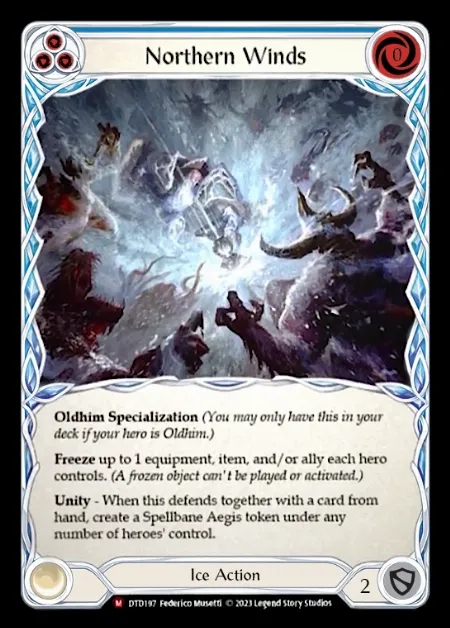 Northern Winds
0
Oldhim Specialization (You may only have this in your
deck if your hero is Oldhim.)
Freeze up to 1 equipment, item, and/or ally each hero
controls. (A frozen object can't be played or activated.)
Unity - When this defends together with a card from
hand, create a Spellbane Aegis token under any
number of heroes' control.
Ice Action
2
M DTD197 Federico Musetti © 2023 Legend Story Studios